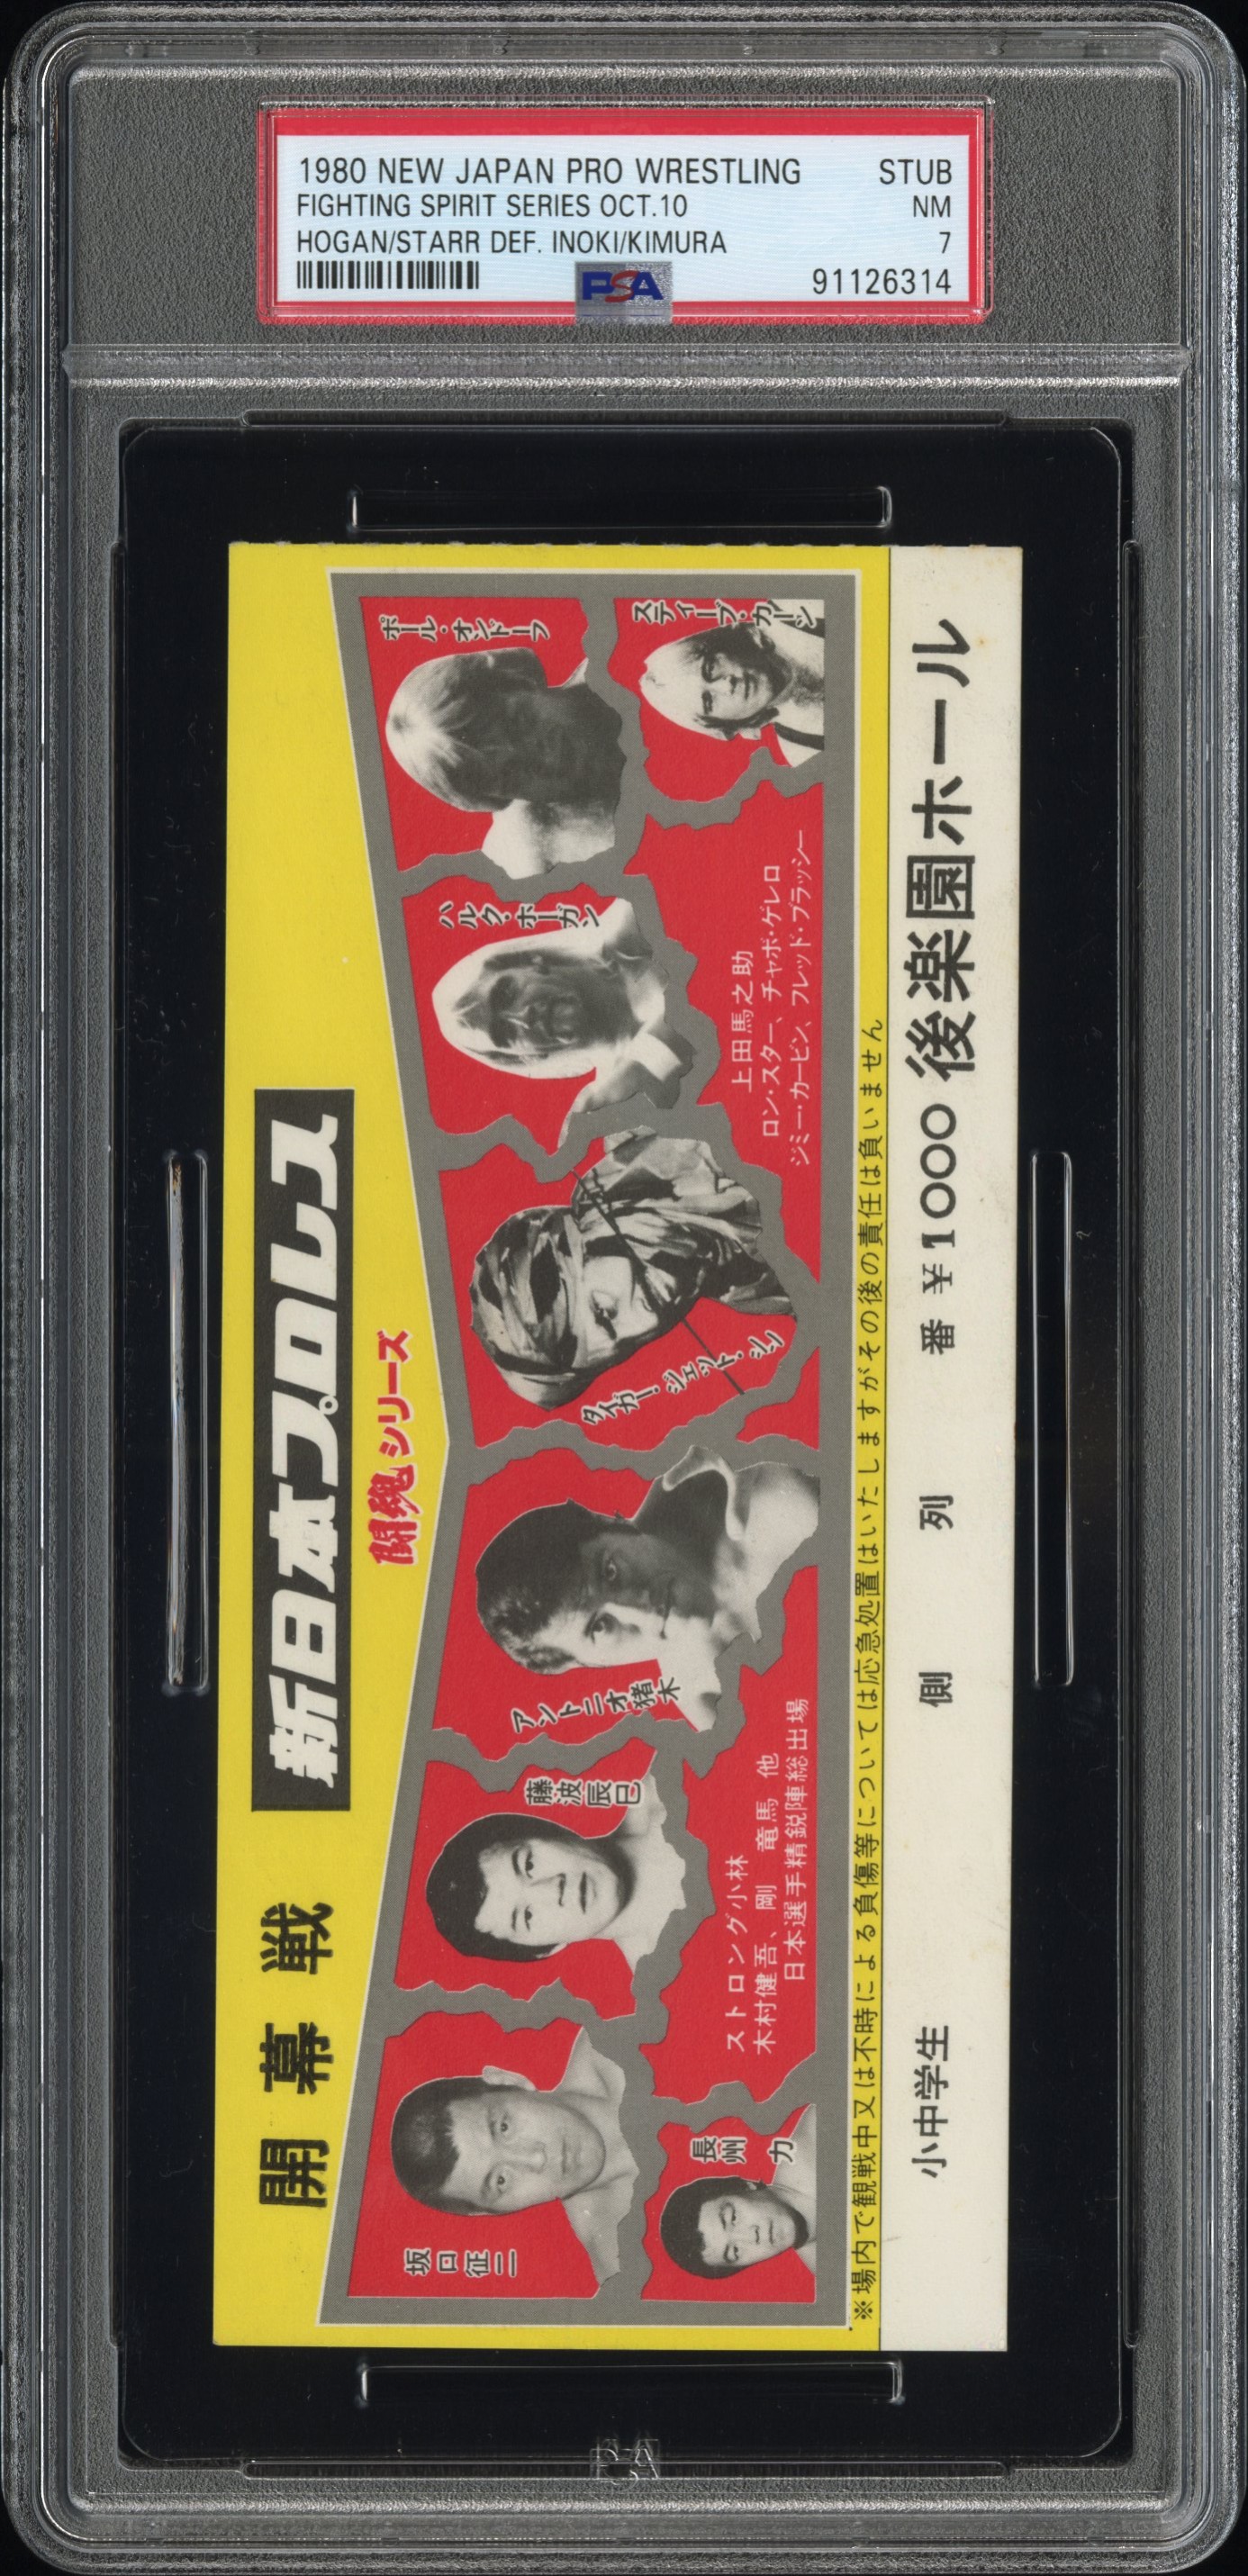 1980 NEW JAPAN PRO WRESTLING STUB
FIGHTING SPIRIT SERIES OCT.10 NM
HOGAN/STARR DEF. INOKI/KIMURA 7
PSA 91126314
開幕戦 新日本プロレス
闘魂シリーズ
坂口征二
藤波辰巳
アントニオ猪木
タイガー・ジェット・シン
ハルク・ホーガン
ポール・オンドーフ
長州力
スティーブ・カーン
ストロング小林
木村健吾、剛 竜馬 他
日本選手精鋭陣総出場
上田馬之助
ロン・スター、チャボ・ゲレロ
ジミー・カービン、フレッド・ブラッシー
※場内で観戦中又は不時による負傷等については応急処置はいたしますがその後の責任は負いません
小中学生 側 列 番 ¥1000 後楽園ホール
PSA